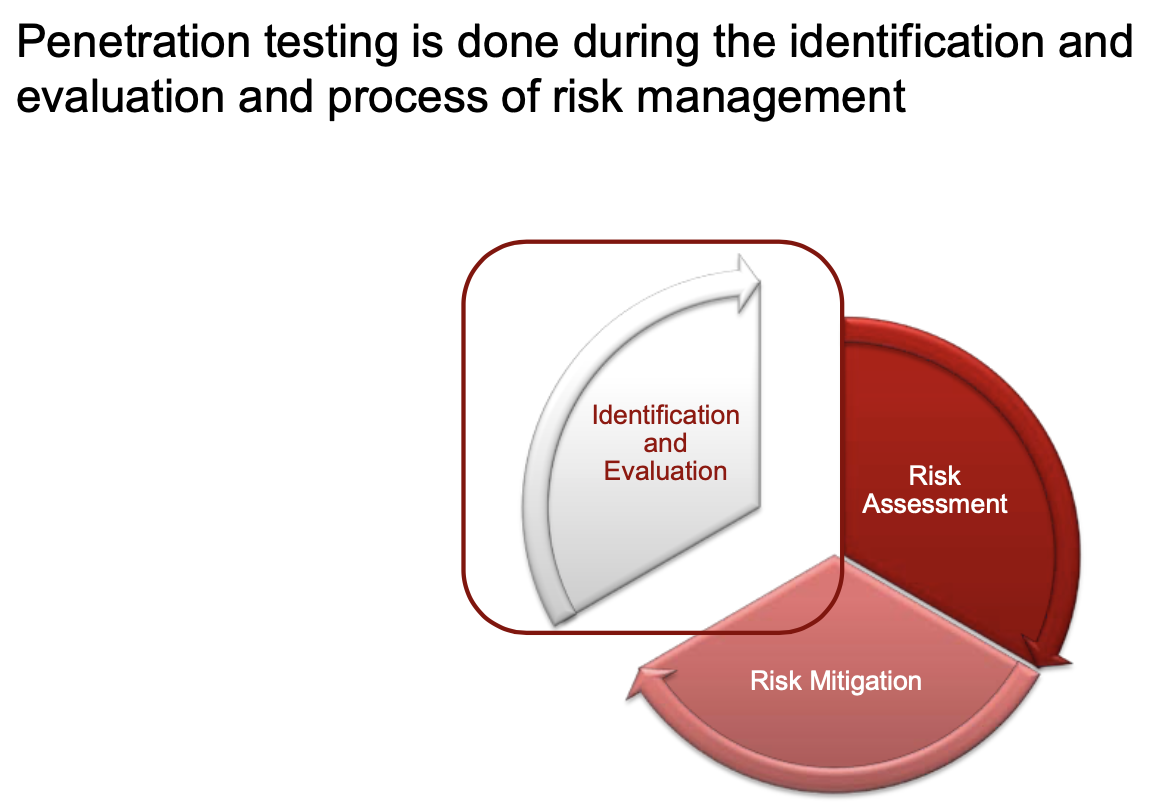 Penetration testing is done during the identification and
evaluation and process of risk management
Identification
and
Evaluation
Risk
Assessment
Risk Mitigation